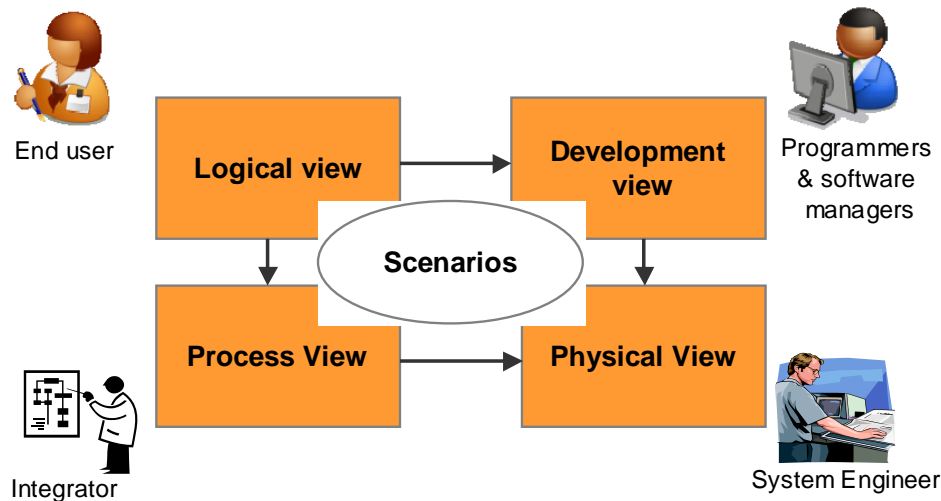 End user
Logical view
Development
view
Programmers
& software
managers
Scenarios
Process View
Physical View
Integrator
System Engineer